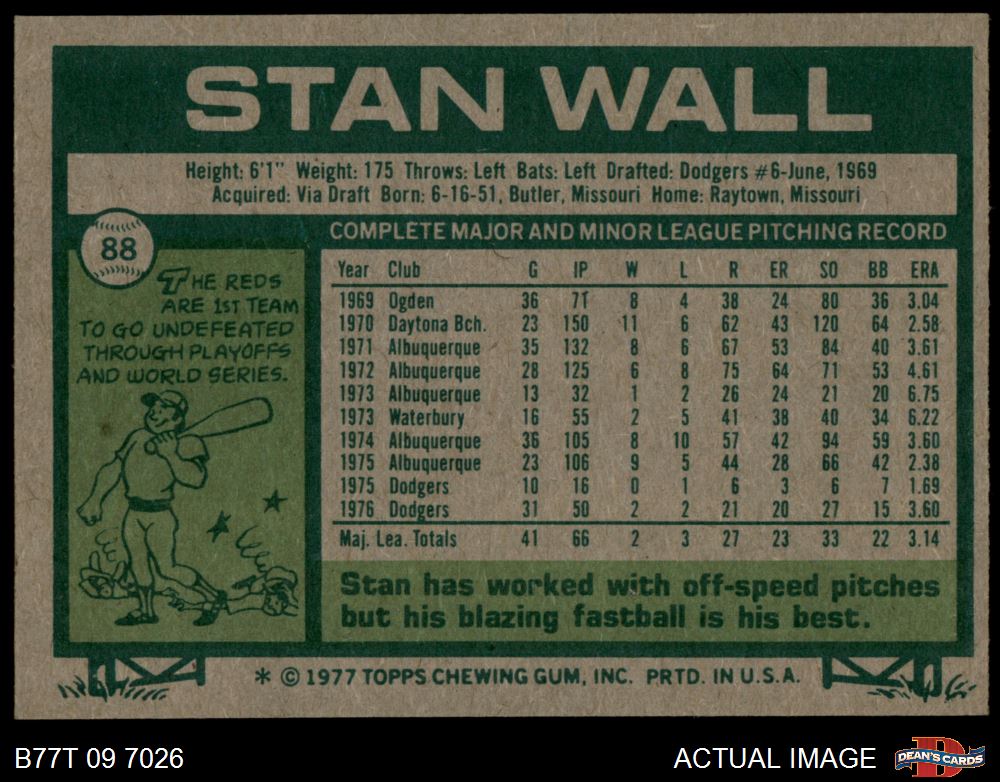 STAN WALL
Height: 6'1" Weight: 175 Throws: Left Bats: Left Drafted: Dodgers #6-June, 1969
Acquired: Via Draft Born: 6-16-51, Butler, Missouri Home: Raytown, Missouri
88
THE REDS
ARE 1ST TEAM
TO GO UNDEFEATED
THROUGH PLAYOFFS
AND WORLD SERIES.
COMPLETE MAJOR AND MINOR LEAGUE PITCHING RECORD
Year Club G IP W L R ER SO BB ERA
1969 Ogden 36 71 8 4 38 24 80 36 3.04
1970 Daytona Bch. 23 150 11 6 62 43 120 64 2.58
1971 Albuquerque 35 132 8 6 67 53 84 40 3.61
1972 Albuquerque 28 125 6 8 75 64 71 53 4.61
1973 Albuquerque 13 32 1 2 26 24 21 20 6.75
1973 Waterbury 16 55 2 5 41 38 40 34 6.22
1974 Albuquerque 36 105 8 10 57 42 94 59 3.60
1975 Albuquerque 23 106 9 5 44 28 66 42 2.38
1975 Dodgers 10 16 0 1 6 3 6 7 1.69
1976 Dodgers 31 50 2 2 21 20 27 15 3.60
Maj. Lea. Totals 41 66 2 3 27 23 33 22 3.14
Stan has worked with off-speed pitches
but his blazing fastball is his best.
* © 1977 TOPPS CHEWING GUM, INC. PRTD. IN U.S.A.
B77T 09 7026
ACTUAL IMAGE
D
DEAN'S CARDS